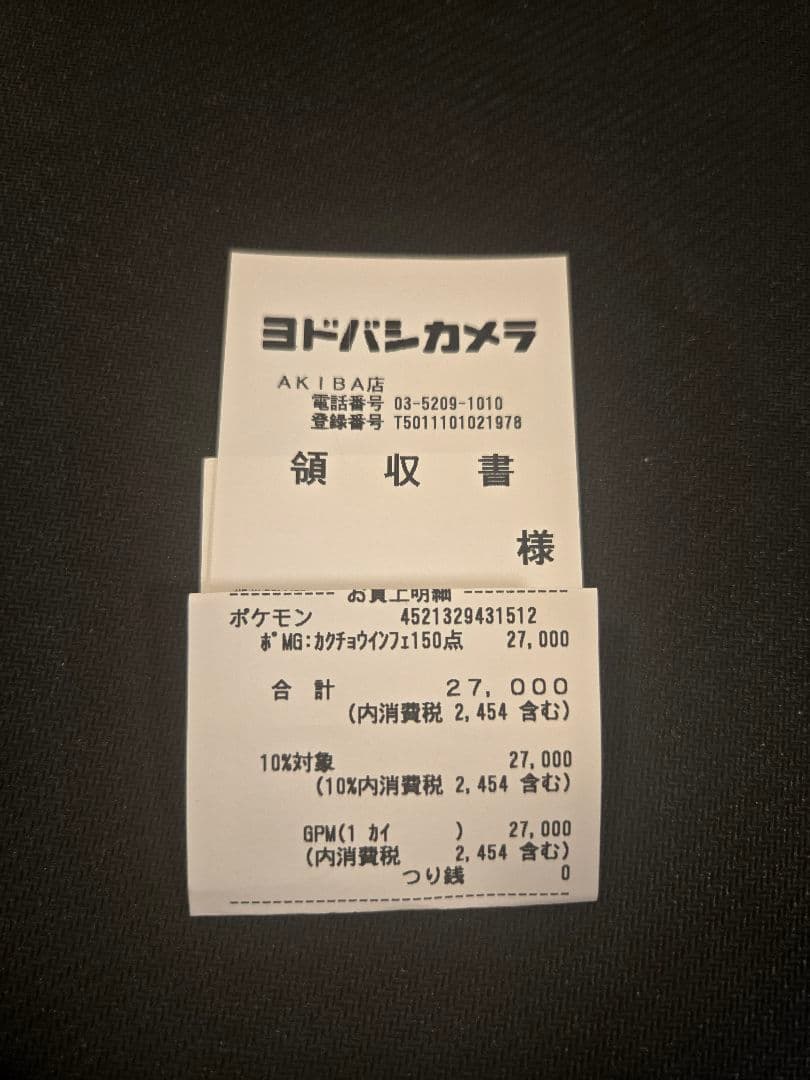 ヨドバシカメラ
AKIBA店
電話番号 03-5209-1010
登録番号 T5011101021978
領 収 書
様
---------- お買上明細 ----------
ポケモン 4521329431512
ポMG:カクチョウインフェ150点 27,000
合 計 27,000
(内消費税 2,454 含む)
10%対象 27,000
(10%内消費税 2,454 含む)
GPM(1 カイ ) 27,000
(内消費税 2,454 含む)
つり銭 0
--------------------------------